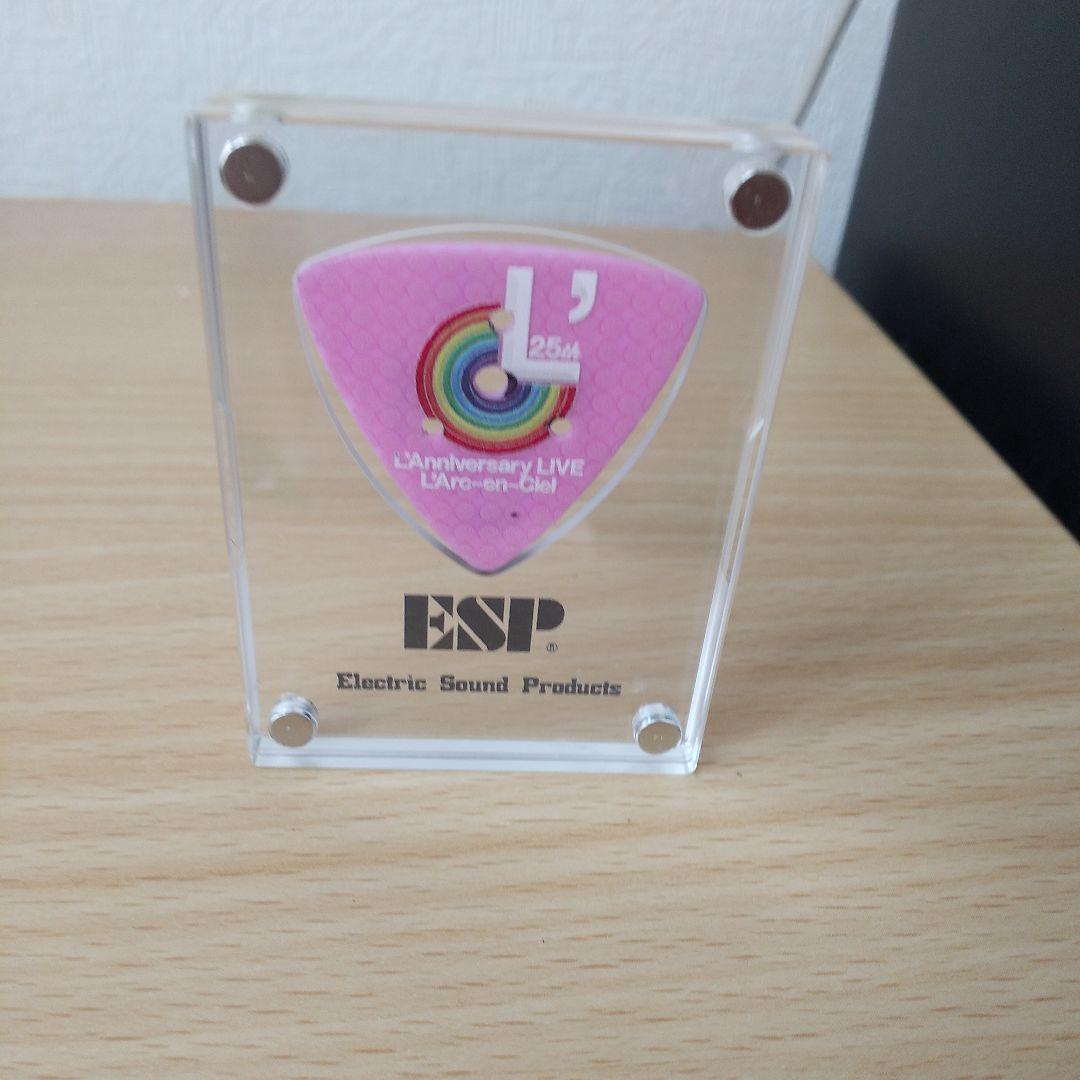 L'
25th
L'Anniversary LIVE
L'Arc~en~Ciel
ESP®
Electric Sound Products